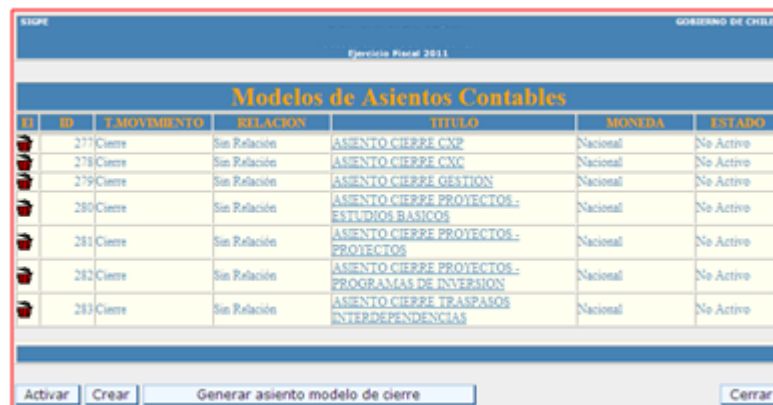 SIGFE GOBIERNO DE CHILE
Ejercicio Fiscal 2011
Modelos de Asientos Contables
El ID T.MOVIMIENTO RELACION TITULO MONEDA ESTADO
277 Cierre Sin Relación ASIENTO CIERRE CXP Nacional No Activo
278 Cierre Sin Relación ASIENTO CIERRE CXC Nacional No Activo
279 Cierre Sin Relación ASIENTO CIERRE GESTION Nacional No Activo
280 Cierre Sin Relación ASIENTO CIERRE PROYECTOS - Nacional No Activo
ESTUDIOS BASICOS
281 Cierre Sin Relación ASIENTO CIERRE PROYECTOS - Nacional No Activo
PROYECTOS
282 Cierre Sin Relación ASIENTO CIERRE PROYECTOS - Nacional No Activo
PROGRAMAS DE INVERSION
283 Cierre Sin Relación ASIENTO CIERRE TRASPASOS Nacional No Activo
INTERDEPENDENCIAS
Activar Crear Generar asiento modelo de cierre Cerrar